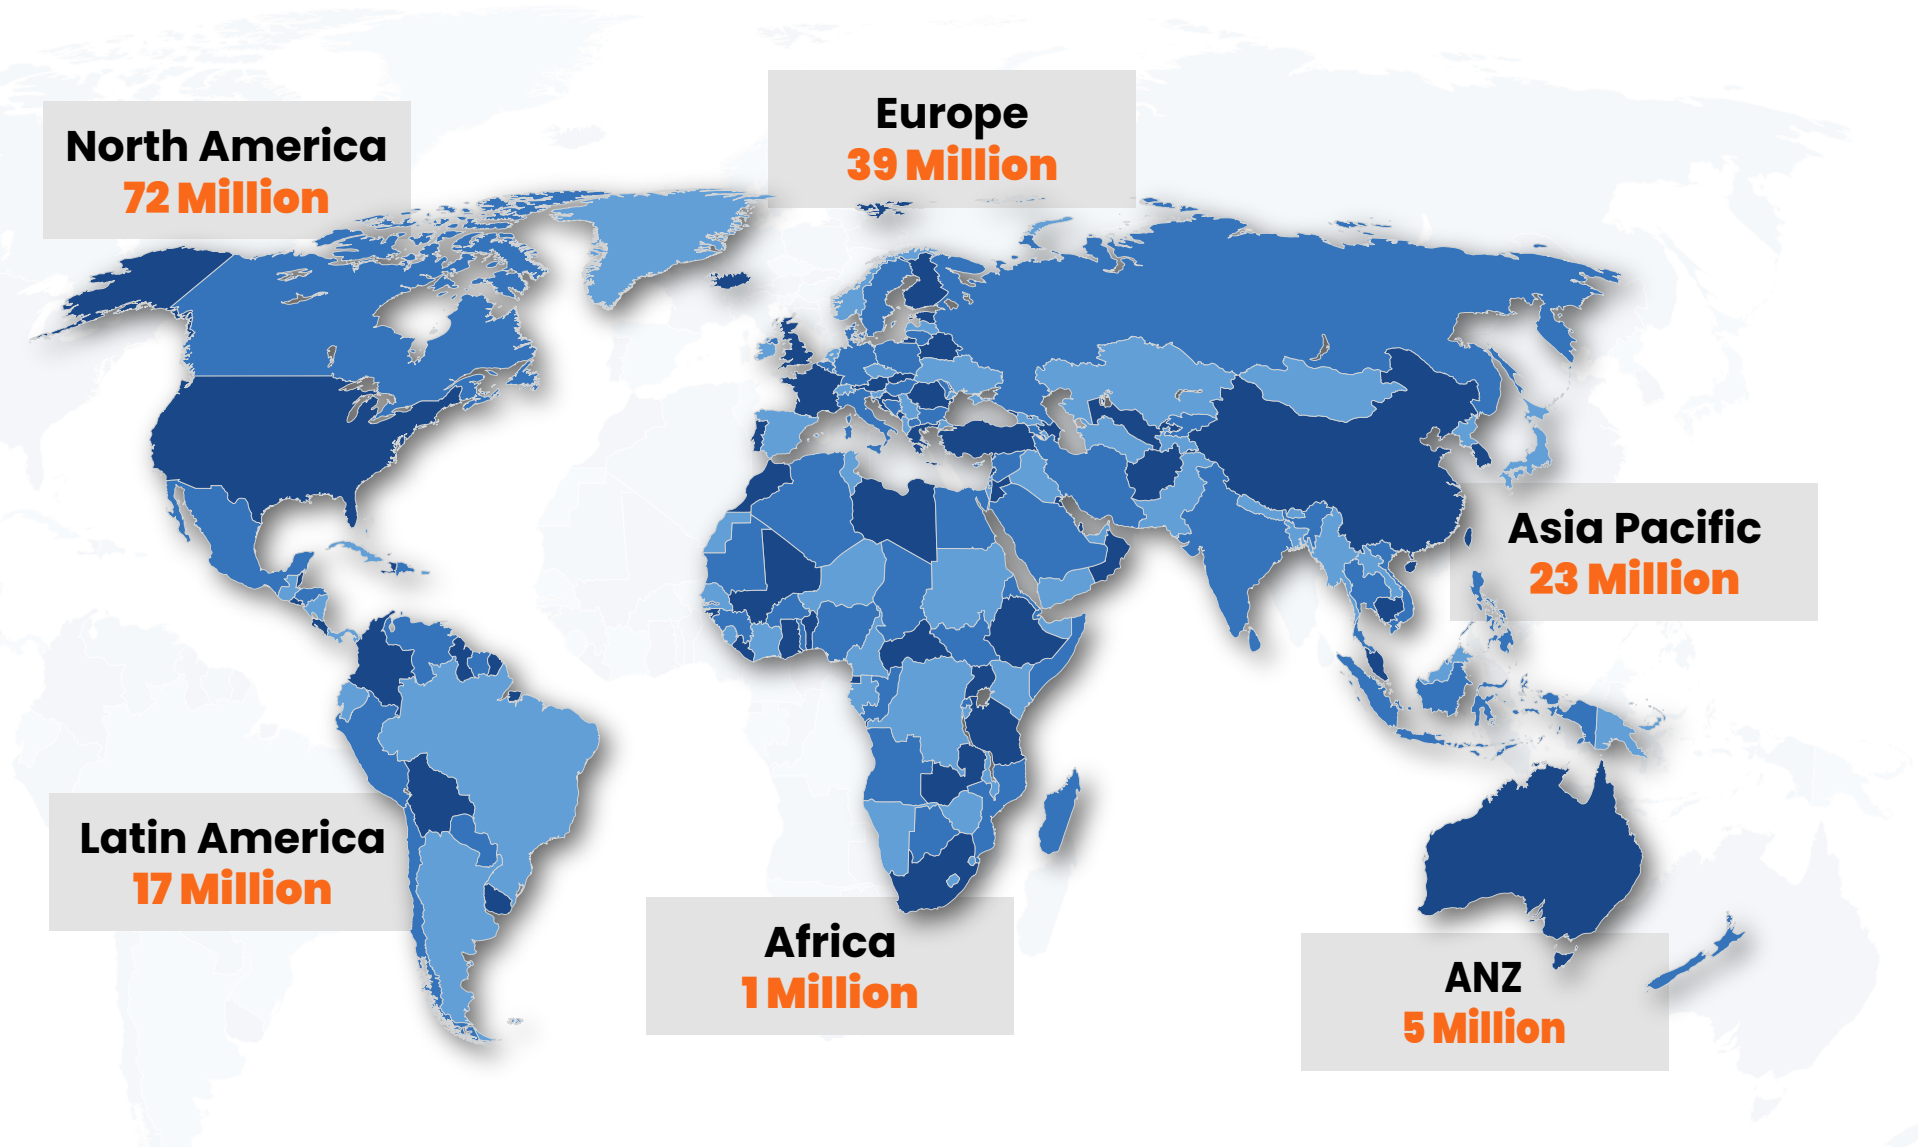 North America
72 Million
Europe
39 Million
Asia Pacific
23 Million
Latin America
17 Million
Africa
1 Million
ANZ
5 Million